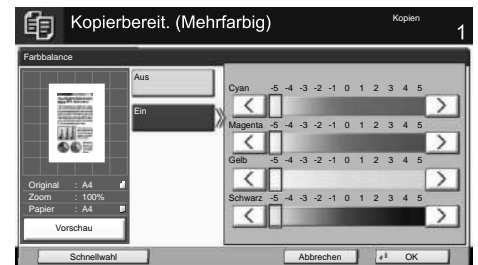 Kopierbereit. (Mehrfarbig)
Kopien
1
Farbbalance
Aus
Ein
Cyan -5 -4 -3 -2 -1 0 1 2 3 4 5
Magenta -5 -4 -3 -2 -1 0 1 2 3 4 5
Gelb -5 -4 -3 -2 -1 0 1 2 3 4 5
Schwarz -5 -4 -3 -2 -1 0 1 2 3 4 5
Original : A4
Zoom : 100%
Papier : A4
Vorschau
Schnellwahl
Abbrechen
OK